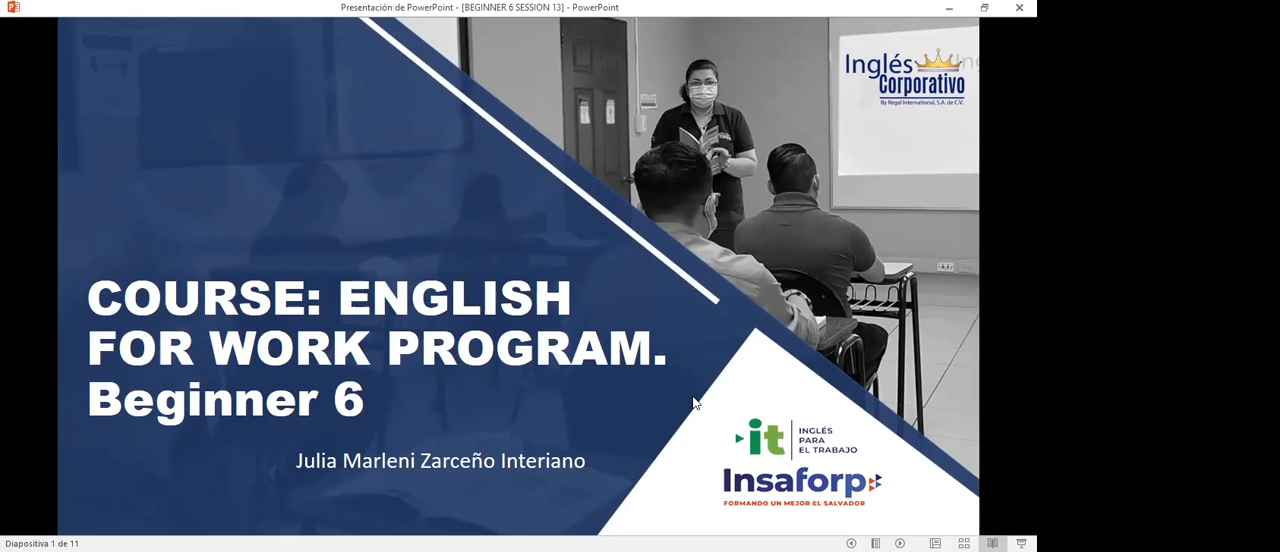 Presentación de PowerPoint - [BEGINNER 6 SESSION 13] - PowerPoint
Inglés
Corporativo
By Regal International, S.A. de C.V.
COURSE: ENGLISH
FOR WORK PROGRAM.
Beginner 6
Julia Marleni Zarceño Interiano
it
INGLÉS
PARA
EL TRABAJO
Insaforp
FORMANDO UN MEJOR EL SALVADOR
Diapositiva 1 de 11